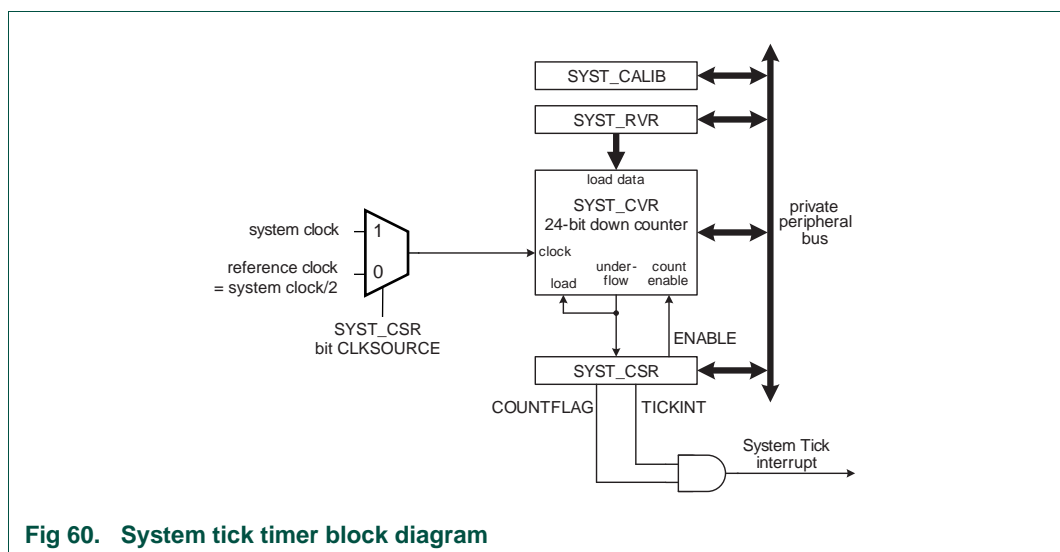 SYST_CALIB
SYST_RVR
load data
SYST_CVR
24-bit down counter
private
peripheral
bus
system clock
1
clock
reference clock
= system clock/2
0
under-
flow
count
enable
load
SYST_CSR
bit CLKSOURCE
ENABLE
SYST_CSR
COUNTFLAG
TICKINT
System Tick
interrupt
Fig 60. System tick timer block diagram